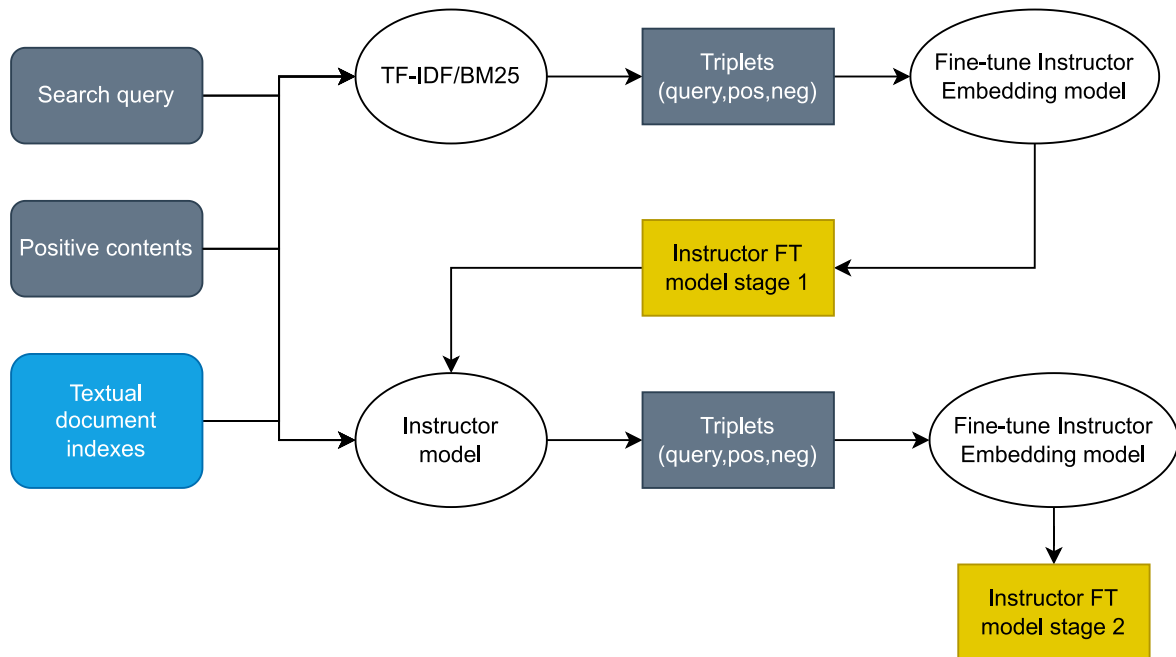 Search query
TF-IDF/BM25
Triplets
(query,pos,neg)
Fine-tune Instructor
Embedding model
Positive contents
Instructor FT
model stage 1
Textual
document
indexes
Instructor
model
Triplets
(query,pos,neg)
Fine-tune Instructor
Embedding model
Instructor FT
model stage 2